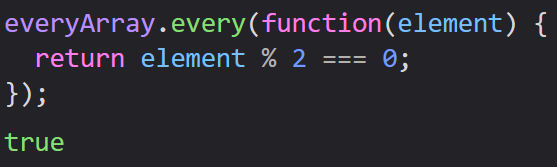 everyArray.every(function(element) {
  return element % 2 === 0;
});
true